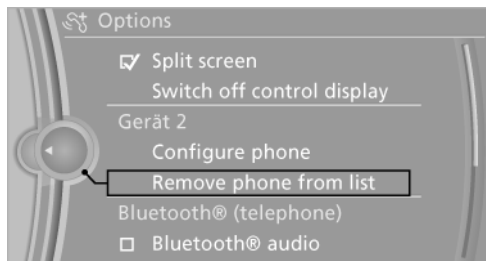 Options
Split screen
Switch off control display
Gerät 2
Configure phone
Remove phone from list
Bluetooth® (telephone)
Bluetooth® audio